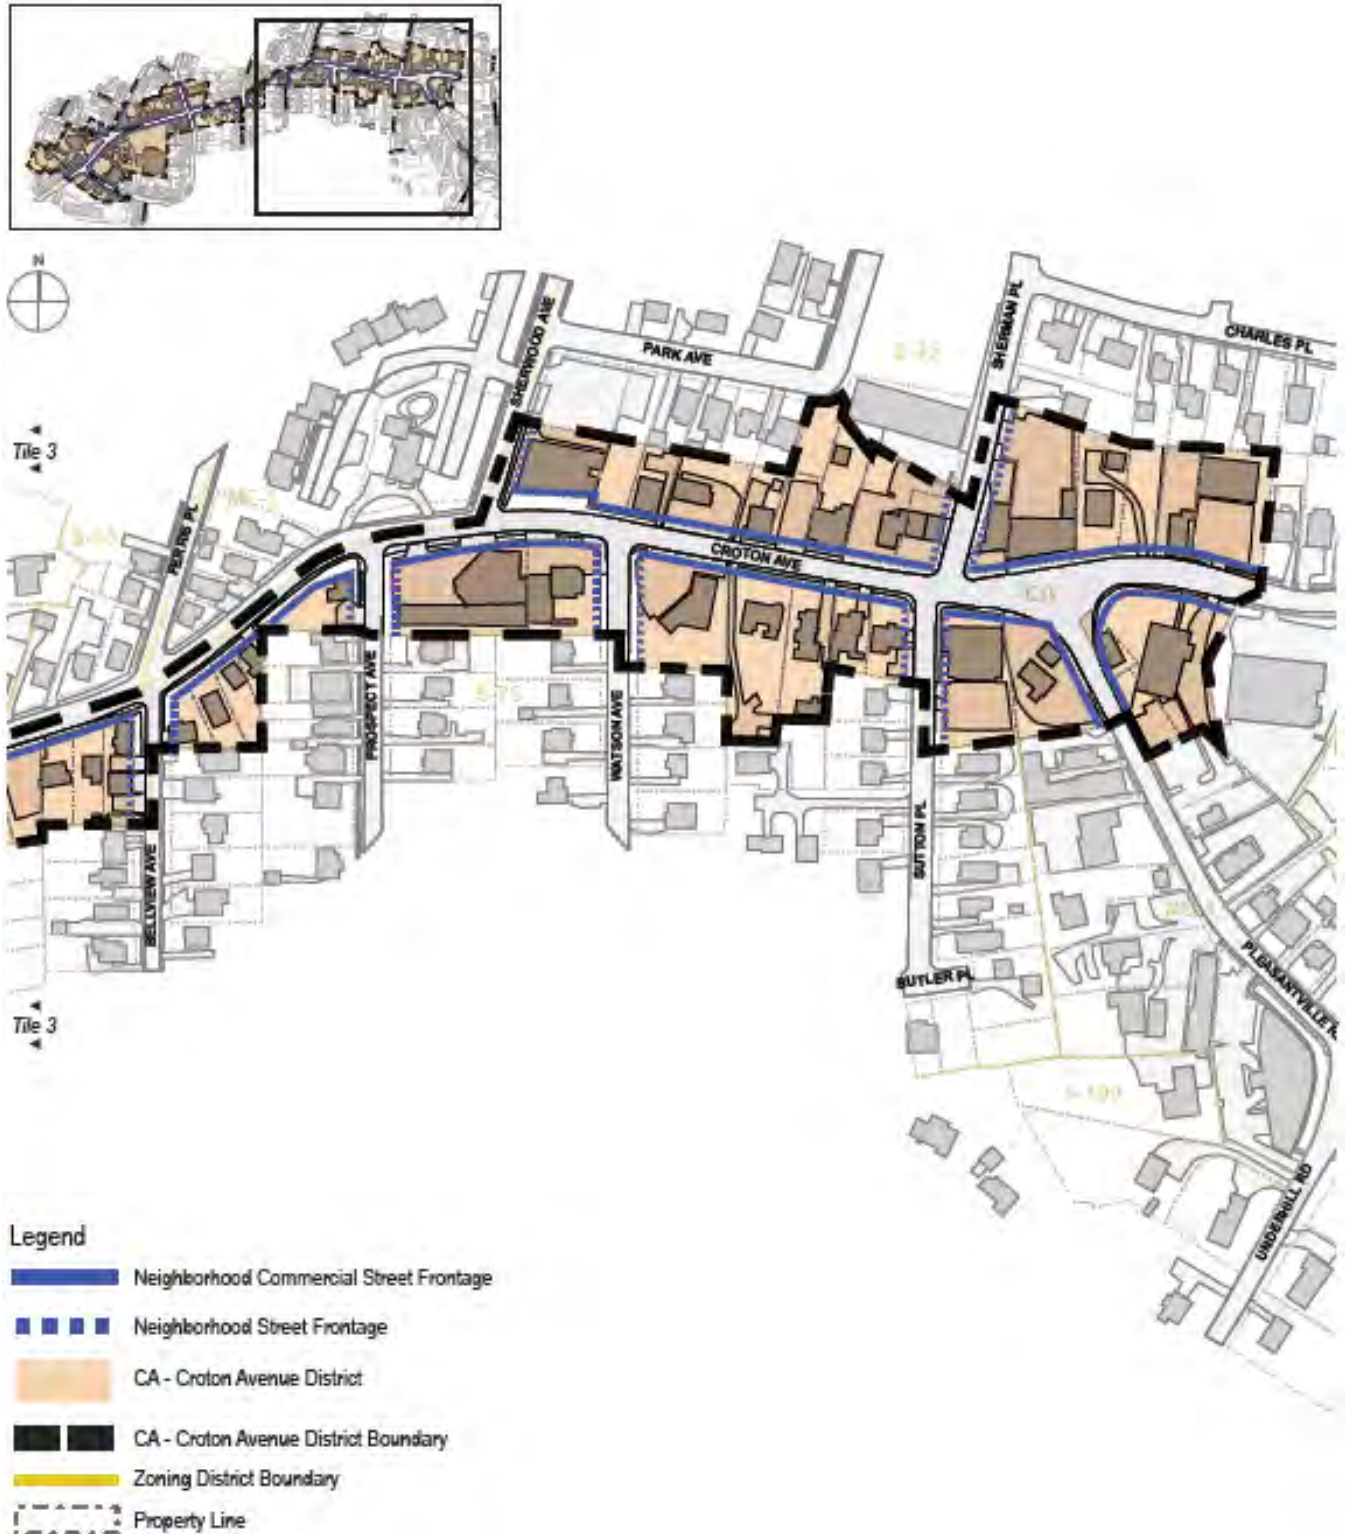 N
SHERWOOD AVE
PARK AVE
SHERMAN PL
CHARLES PL
Tile 3
CROTON AVE
PROSPECT AVE
WATSON AVE
BELLVIEW AVE
SUTTON PL
BUTLER PL
PLEASANTVILLE R
Tile 3
UNDERHILL RD
Legend
Neighborhood Commercial Street Frontage
Neighborhood Street Frontage
CA - Croton Avenue District
CA - Croton Avenue District Boundary
Zoning District Boundary
Property Line